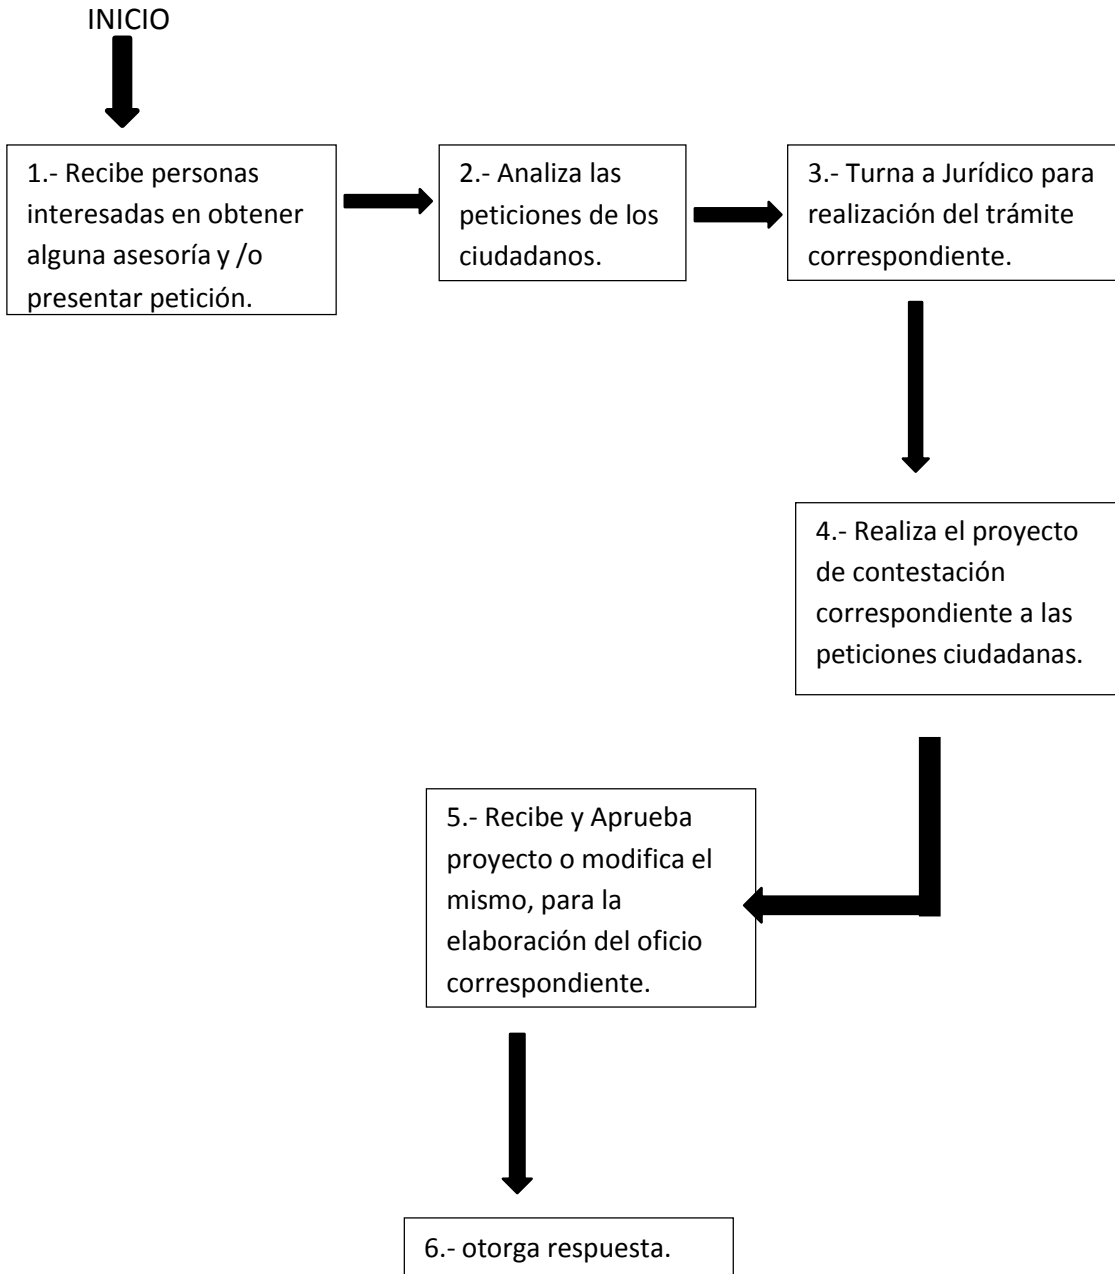 INICIO
1.- Recibe personas
interesadas en obtener
alguna asesoría y /o
presentar petición.
2.- Analiza las
peticiones de los
ciudadanos.
3.- Turna a Jurídico para
realización del trámite
correspondiente.
4.- Realiza el proyecto
de contestación
correspondiente a las
peticiones ciudadanas.
5.- Recibe y Aprueba
proyecto o modifica el
mismo, para la
elaboración del oficio
correspondiente.
6.- otorga respuesta.